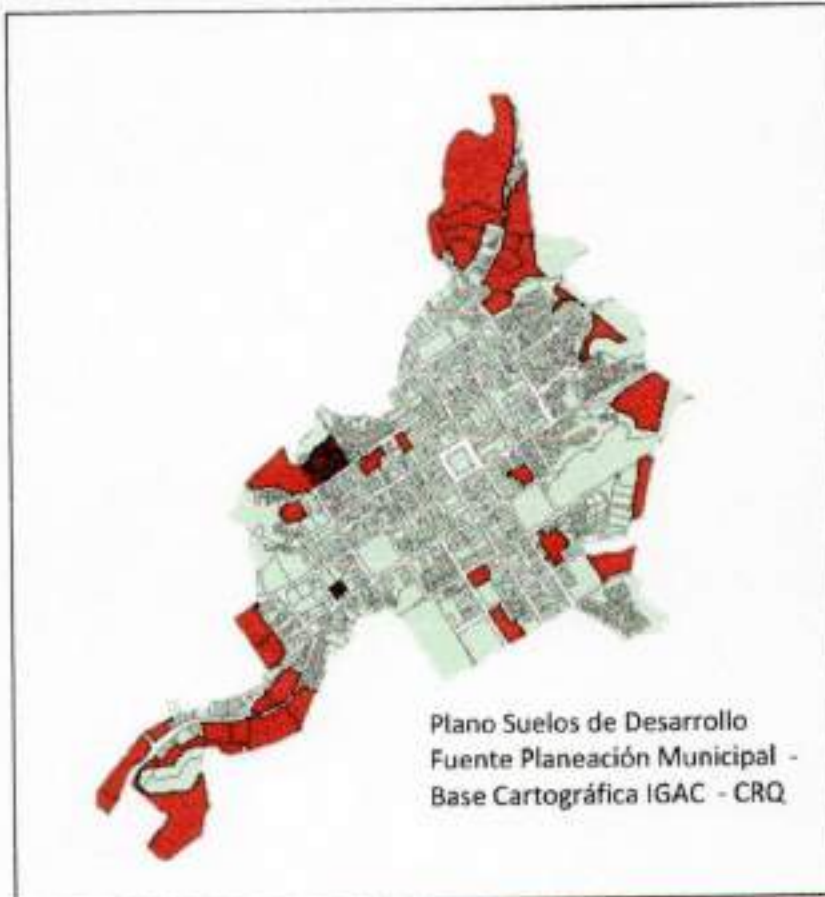 Plano Suelos de Desarrollo
Fuente Planeación Municipal -
Base Cartográfica IGAC - CRQ